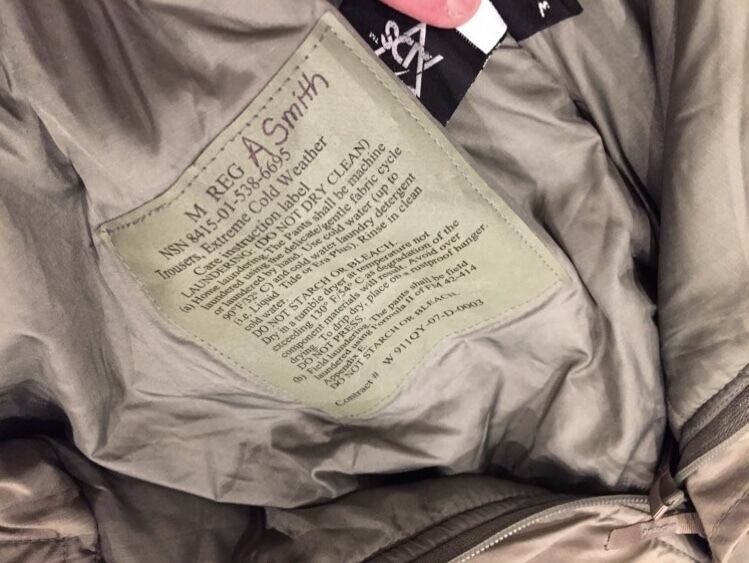 M
M REG A Smith
NSN 8415-01-538-6695
Trousers, Extreme Cold Weather
Care instruction label
LAUNDERING: (DO NOT DRY CLEAN)
(a) Home laundering. The Pants shall be machine
laundered using the delicate/gentle fabric cycle
or laundered by hand. Use cold water (up to
90°F/32° C) and cold water laundry detergent
(i.e. Liquid Tide or Era Plus). Rinse in clean
cold water.
DO NOT STARCH OR BLEACH.
Dry in a tumble dryer at temperature not
exceeding 130° F/54° C as degradation of the
component materials will result. Avoid over
drying. To drip dry, place on a rustproof hanger.
DO NOT PRESS.
(b) Field laundering. The pants shall be field
laundered using Formula II of FM 42-414
Appendix E.
DO NOT STARCH OR BLEACH.
Contract # W 911QY-07-D-0003